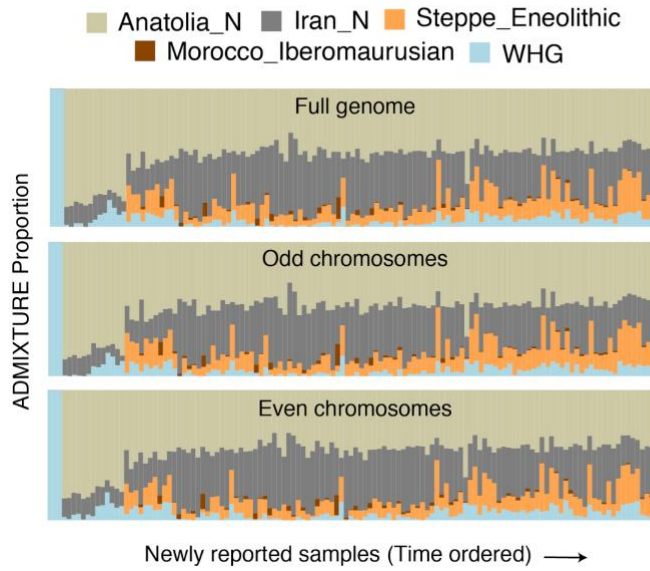 Anatolia_N Iran_N Steppe_Eneolithic
Morocco_Iberomaurusian WHG
ADMIXTURE Proportion
Full genome
Odd chromosomes
Even chromosomes
Newly reported samples (Time ordered) →